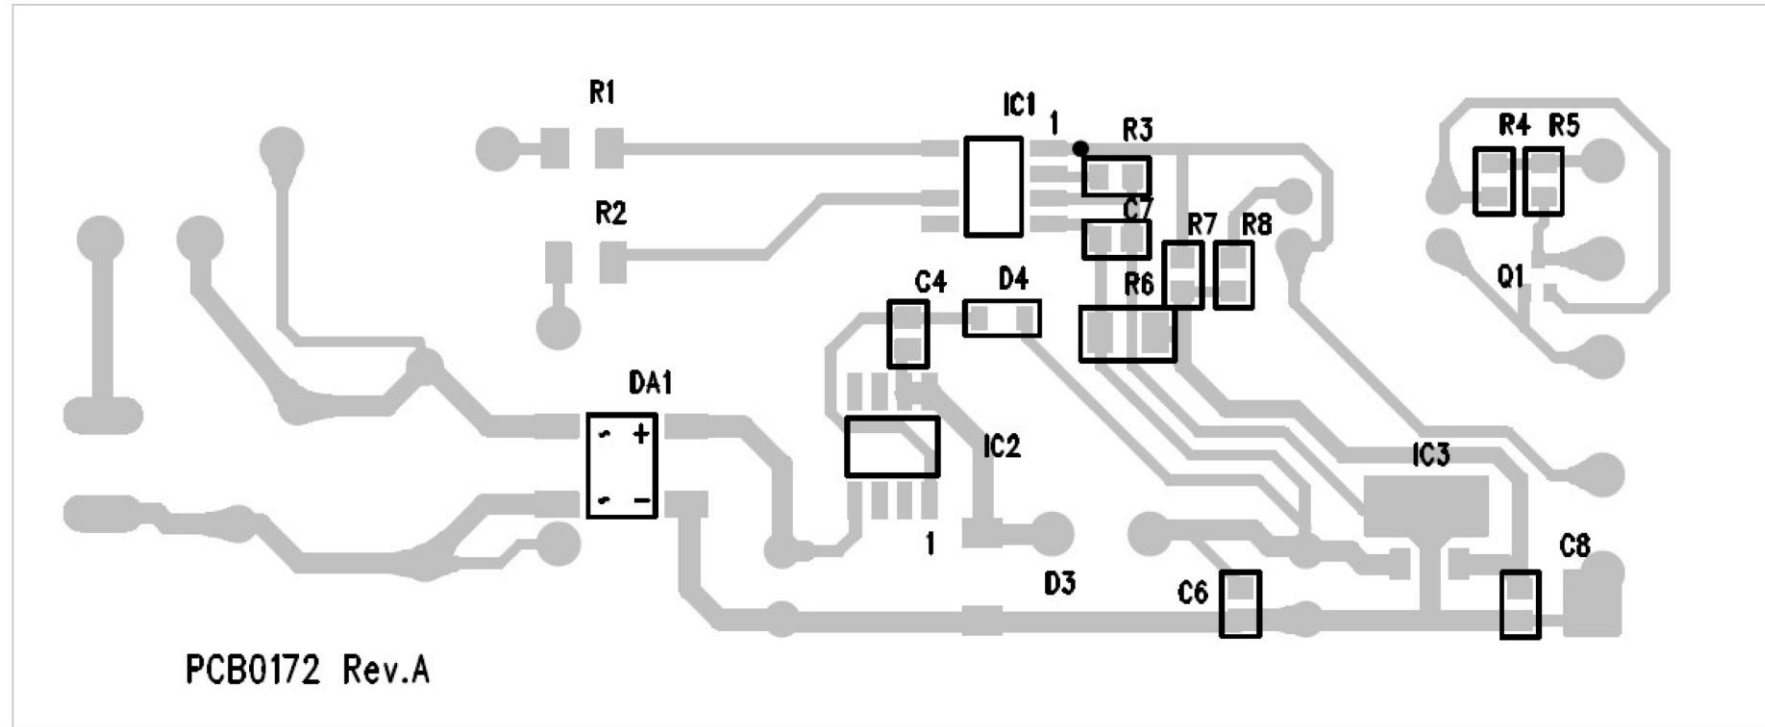 R1
IC1
1
R3
R4 R5
R2
C7
R7 R8
C4 D4 R6 Q1
DA1
~ +
IC2 IC3
~ -
1 C8
D3 C6
PCB0172 Rev.A